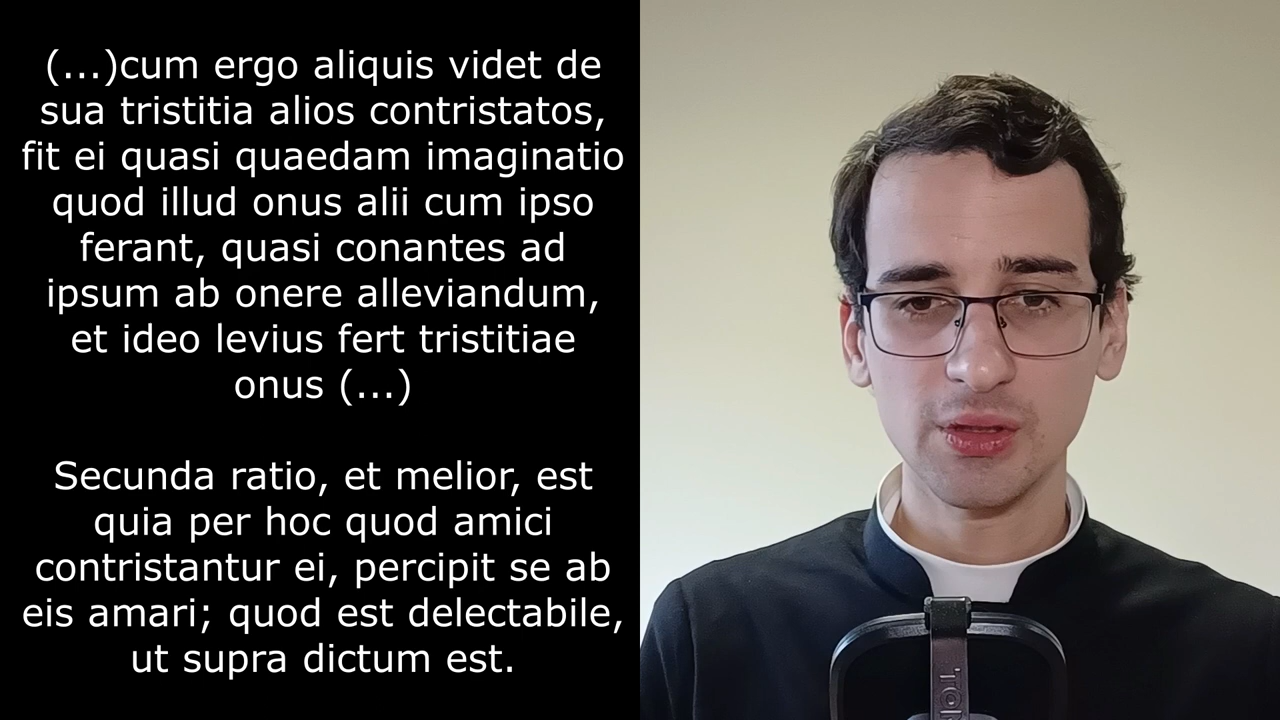 (...)cum ergo aliquis videt de
sua tristitia alios contristatos,
fit ei quasi quaedam imaginatio
quod illud onus alii cum ipso
ferant, quasi conantes ad
ipsum ab onere alleviandum,
et ideo levius fert tristitiae
onus (...)
Secunda ratio, et melior, est
quia per hoc quod amici
contristantur ei, percipit se ab
eis amari; quod est delectabile,
ut supra dictum est.